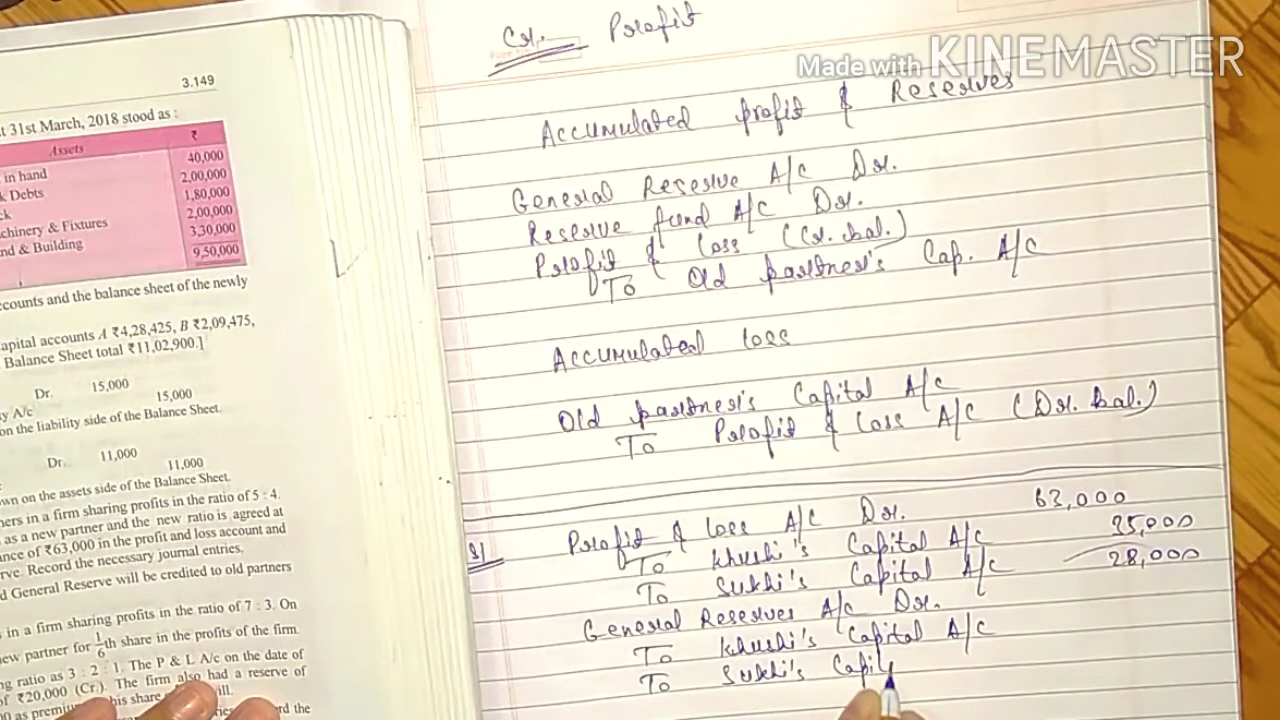 3.149
t 31st March, 2018 stood as :
Assets ₹
in hand 40,000
k Debts 2,00,000
ck 1,80,000
chinery & Fixtures 2,00,000
nd & Building 3,30,000
9,50,000
ccounts and the balance sheet of the newly
apital accounts A ₹4,28,425, B ₹2,09,475,
Balance Sheet total ₹11,02,900.]
Dr. 15,000
y A/c 15,000
on the liability side of the Balance Sheet.
Dr. 11,000
11,000
own on the assets side of the Balance Sheet.
ners in a firm sharing profits in the ratio of 5 : 4.
as a new partner and the new ratio is agreed at
ance of ₹63,000 in the profit and loss account and
rve. Record the necessary journal entries.
d General Reserve will be credited to old partners
in a firm sharing profits in the ratio of 7 : 3. On
ew partner for 1/6th share in the profits of the firm.
ng ratio as 3 : 2 : 1. The P & L A/c on the date of
of ₹20,000 (Cr.). The firm also had a reserve of
0 as premium his share
rd the
Cr. Profit
Made with KINEMASTER
Accumulated profit & Reserves
General Reserve A/c Dr.
Reserve fund A/c Dr.
Profit & loss (Cr. bal.)
To Old partner's Cap. A/c
Accumulated loss
Old partner's Capital A/c
To Profit & Loss A/c (Dr. bal.)
Profit & loss A/c Dr. 63,000
To Khushi's Capital A/c 35,000
To Sukhi's Capital A/c 28,000
General Reserves A/c Dr.
To Khushi's Capital A/c
To Sukhi's Capit